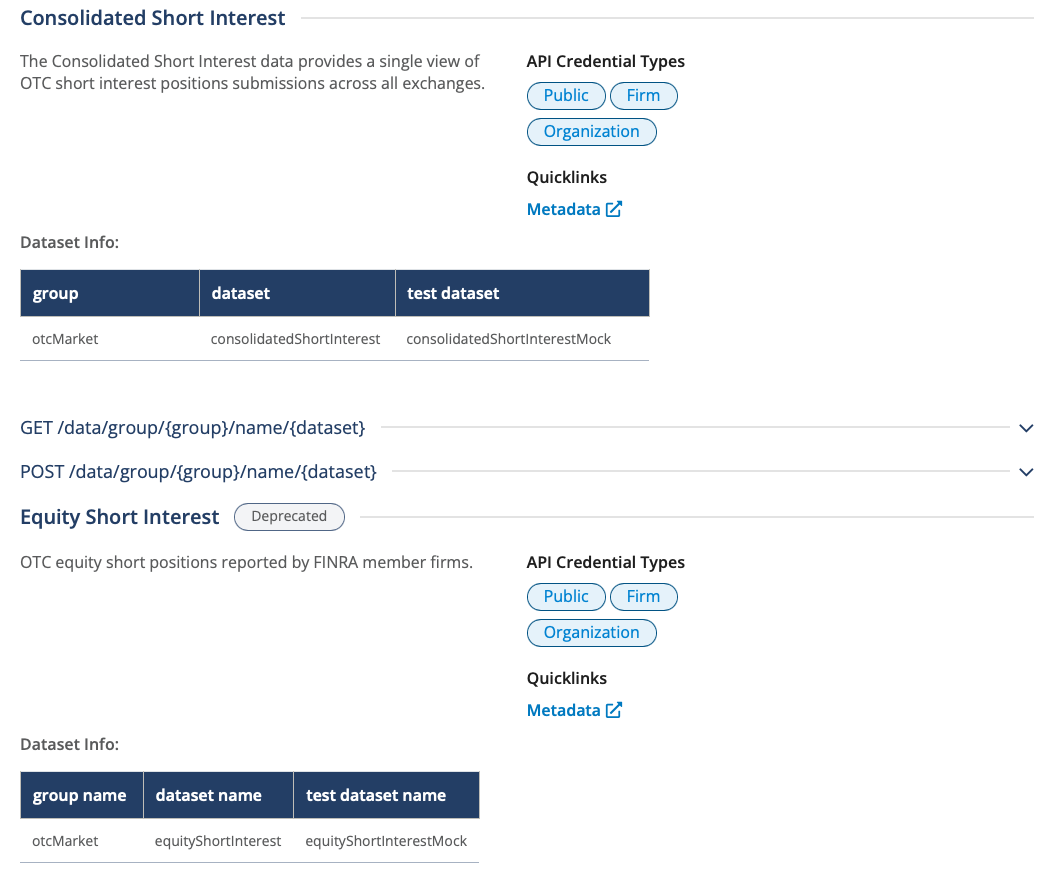 Consolidated Short Interest
The Consolidated Short Interest data provides a single view of
OTC short interest positions submissions across all exchanges.
API Credential Types
Public Firm
Organization
Quicklinks
Metadata
Dataset Info:
group dataset test dataset
otcMarket consolidatedShortInterest consolidatedShortInterestMock
GET /data/group/{group}/name/{dataset}
POST /data/group/{group}/name/{dataset}
Equity Short Interest Deprecated
OTC equity short positions reported by FINRA member firms.
API Credential Types
Public Firm
Organization
Quicklinks
Metadata
Dataset Info:
group name dataset name test dataset name
otcMarket equityShortInterest equityShortInterestMock